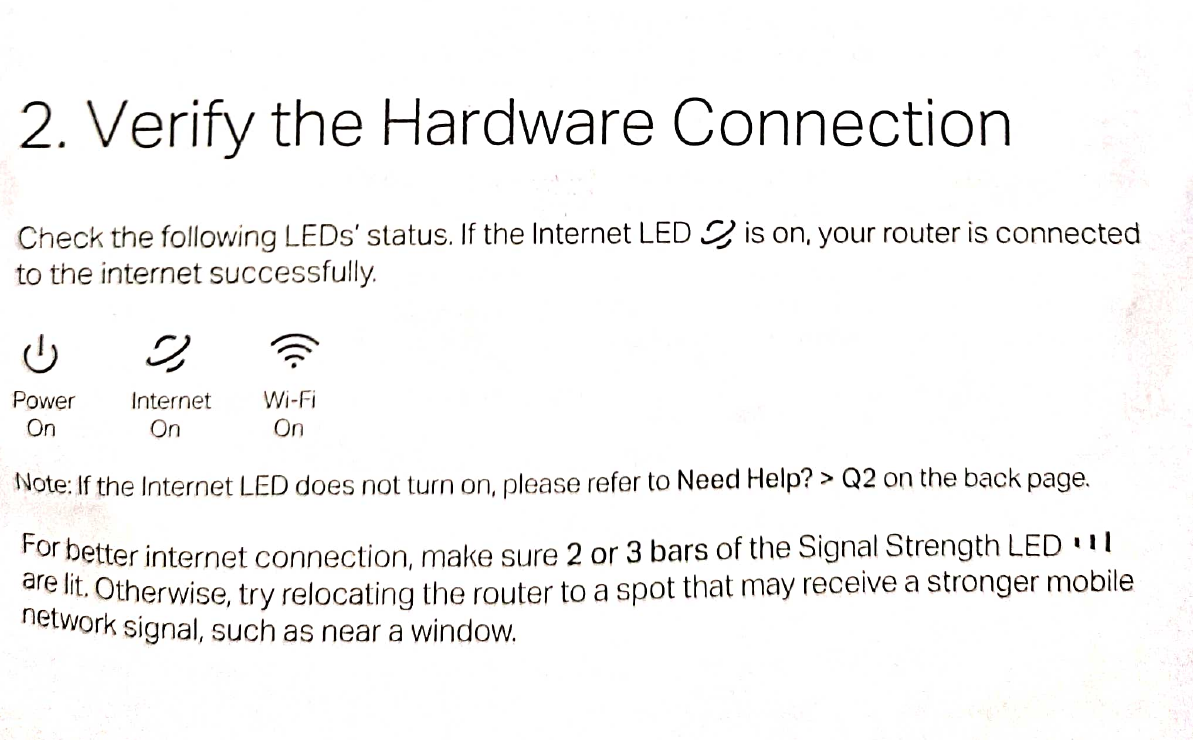 2. Verify the Hardware Connection
Check the following LEDs' status. If the Internet LED is on, your router is connected
to the internet successfully.
Power Internet Wi-Fi
On On On
Note: If the Internet LED does not turn on, please refer to Need Help? > Q2 on the back page.
For better internet connection, make sure 2 or 3 bars of the Signal Strength LED
are lit. Otherwise, try relocating the router to a spot that may receive a stronger mobile
network signal, such as near a window.